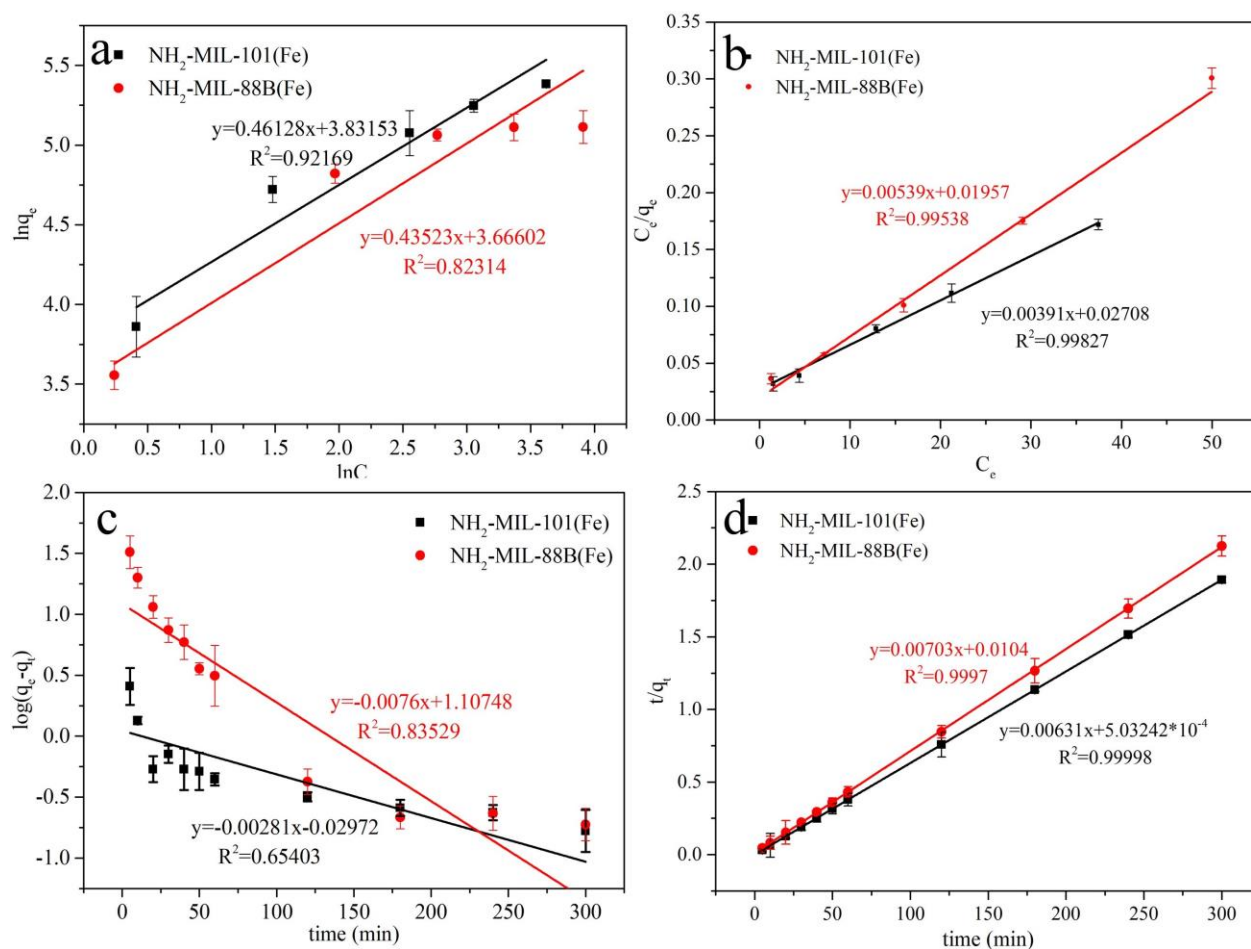 a
NH₂-MIL-101(Fe)
NH₂-MIL-88B(Fe)
y=0.46128x+3.83153
R²=0.92169
y=0.43523x+3.66602
R²=0.82314
5.5
5.0
4.5
4.0
3.5
lnqₑ
0.0 0.5 1.0 1.5 2.0 2.5 3.0 3.5 4.0
lnC
b
NH₂-MIL-101(Fe)
NH₂-MIL-88B(Fe)
y=0.00539x+0.01957
R²=0.99538
y=0.00391x+0.02708
R²=0.99827
0.30
0.25
0.20
0.15
0.10
0.05
0.00
Cₑ/qₑ
0 10 20 30 40 50
Cₑ
c
NH₂-MIL-101(Fe)
NH₂-MIL-88B(Fe)
y=-0.0076x+1.10748
R²=0.83529
y=-0.00281x-0.02972
R²=0.65403
2.0
1.5
1.0
0.5
0.0
-0.5
-1.0
log(qₑ-qₜ)
0 50 100 150 200 250 300
time (min)
d
NH₂-MIL-101(Fe)
NH₂-MIL-88B(Fe)
y=0.00703x+0.0104
R²=0.9997
y=0.00631x+5.03242*10⁻⁴
R²=0.99998
2.5
2.0
1.5
1.0
0.5
0.0
t/qₜ
0 50 100 150 200 250 300
time (min)